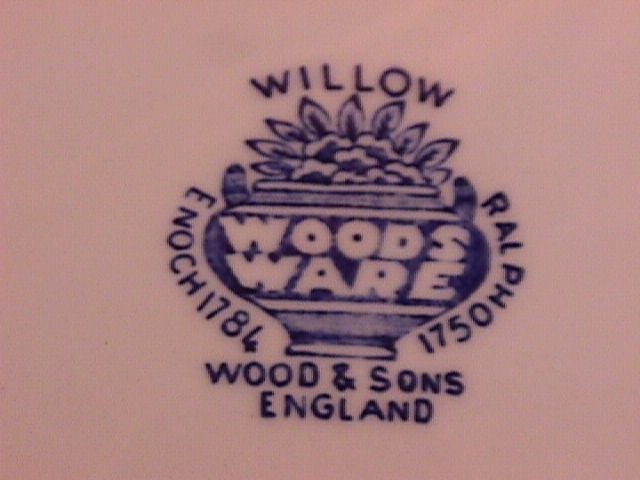 WILLOW
ENOCH 1784
WOODS
WARE
RALPH 1750
WOOD & SONS
ENGLAND